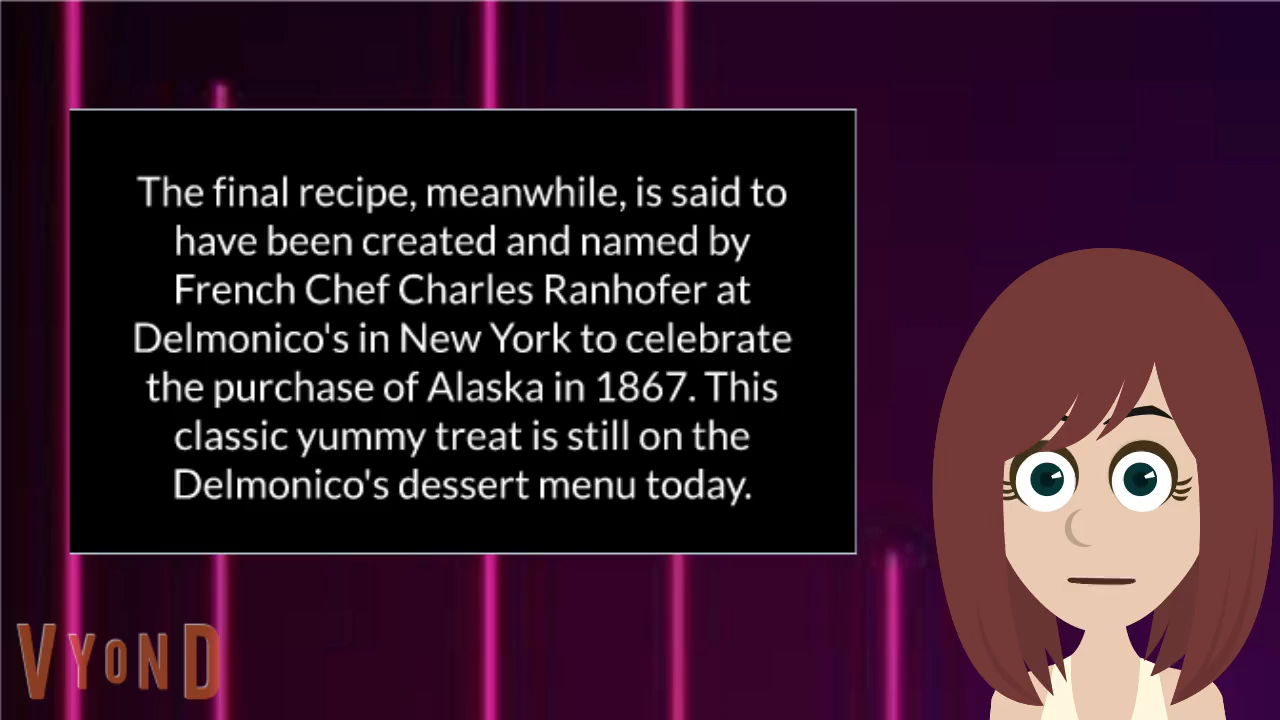 The final recipe, meanwhile, is said to
have been created and named by
French Chef Charles Ranhofer at
Delmonico's in New York to celebrate
the purchase of Alaska in 1867. This
classic yummy treat is still on the
Delmonico's dessert menu today.
VYOND